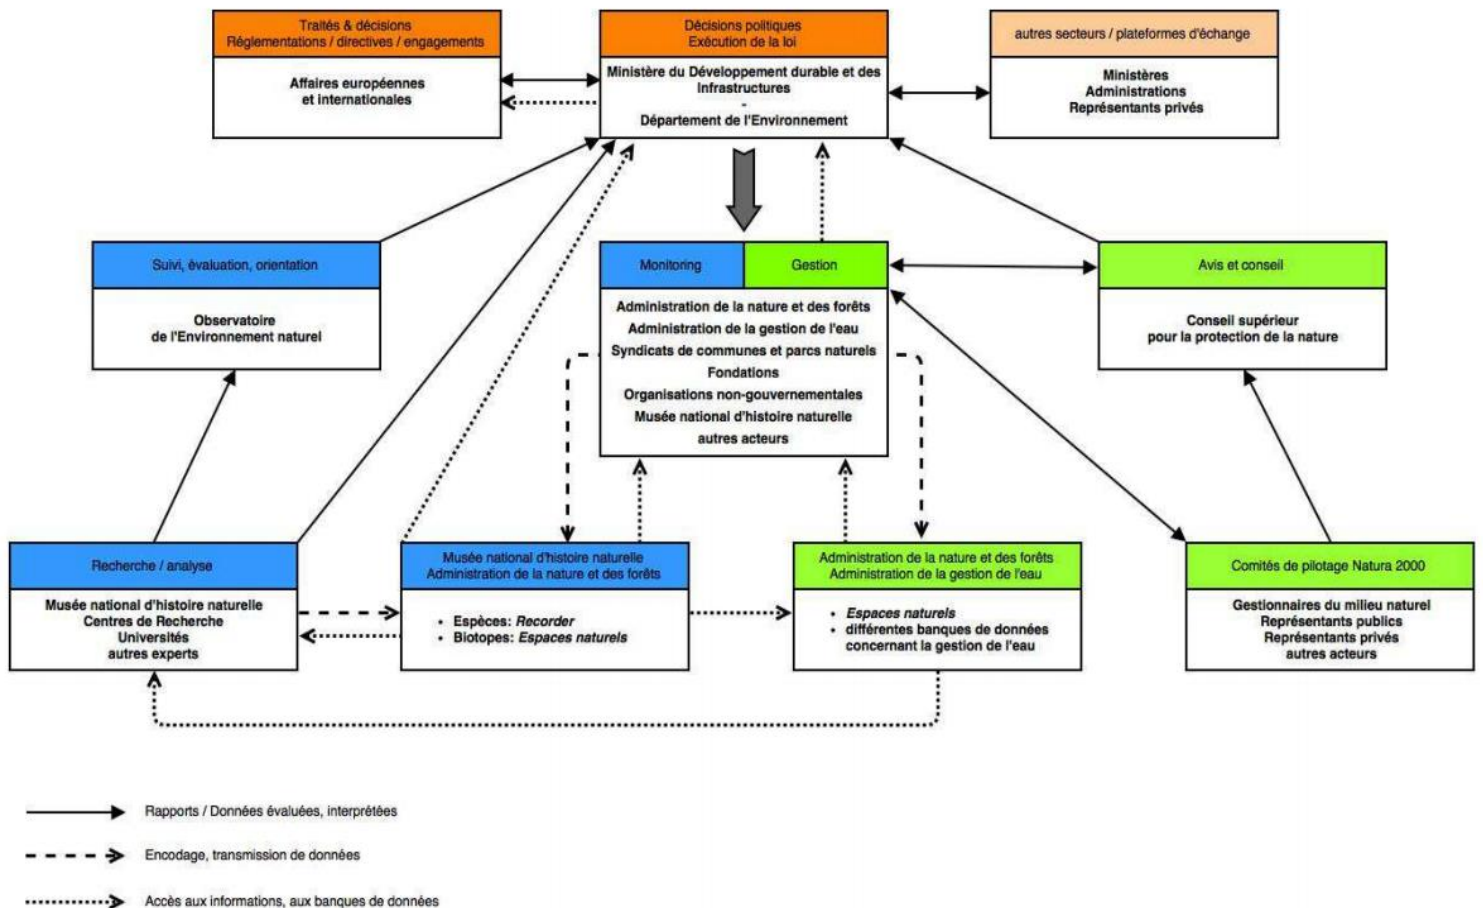 Traités & décisions
Réglementations / directives / engagements
Affaires européennes
et internationales
Décisions politiques
Exécution de la loi
Ministère du Développement durable et des
Infrastructures
-
Département de l'Environnement
autres secteurs / plateformes d'échange
Ministères
Administrations
Représentants privés
Suivi, évaluation, orientation
Observatoire
de l'Environnement naturel
Monitoring
Gestion
Administration de la nature et des forêts
Administration de la gestion de l'eau
Syndicats de communes et parcs naturels
Fondations
Organisations non-gouvernementales
Musée national d'histoire naturelle
autres acteurs
Avis et conseil
Conseil supérieur
pour la protection de la nature
Recherche / analyse
Musée national d'histoire naturelle
Centres de Recherche
Universités
autres experts
Musée national d'histoire naturelle
Administration de la nature et des forêts
• Espèces: Recorder
• Biotopes: Espaces naturels
Administration de la nature et des forêts
Administration de la gestion de l'eau
• Espaces naturels
• différentes banques de données
concernant la gestion de l'eau
Comités de pilotage Natura 2000
Gestionnaires du milieu naturel
Représentants publics
Représentants privés
autres acteurs
Rapports / Données évaluées, interprétées
Encodage, transmission de données
Accès aux informations, aux banques de données